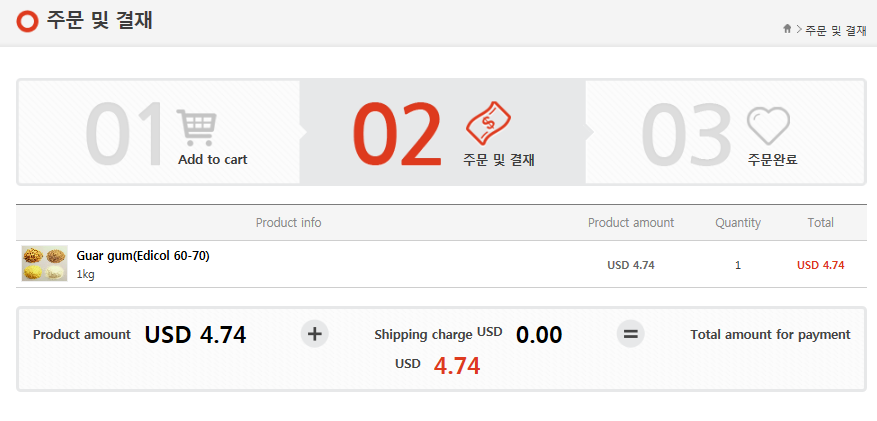 주문 및 결재
> 주문 및 결재
01 Add to cart
02 주문 및 결재
03 주문완료
Product info Product amount Quantity Total
Guar gum(Edicol 60-70)
1kg
USD 4.74 1 USD 4.74
Product amount USD 4.74 + Shipping charge USD 0.00 = Total amount for payment
USD 4.74